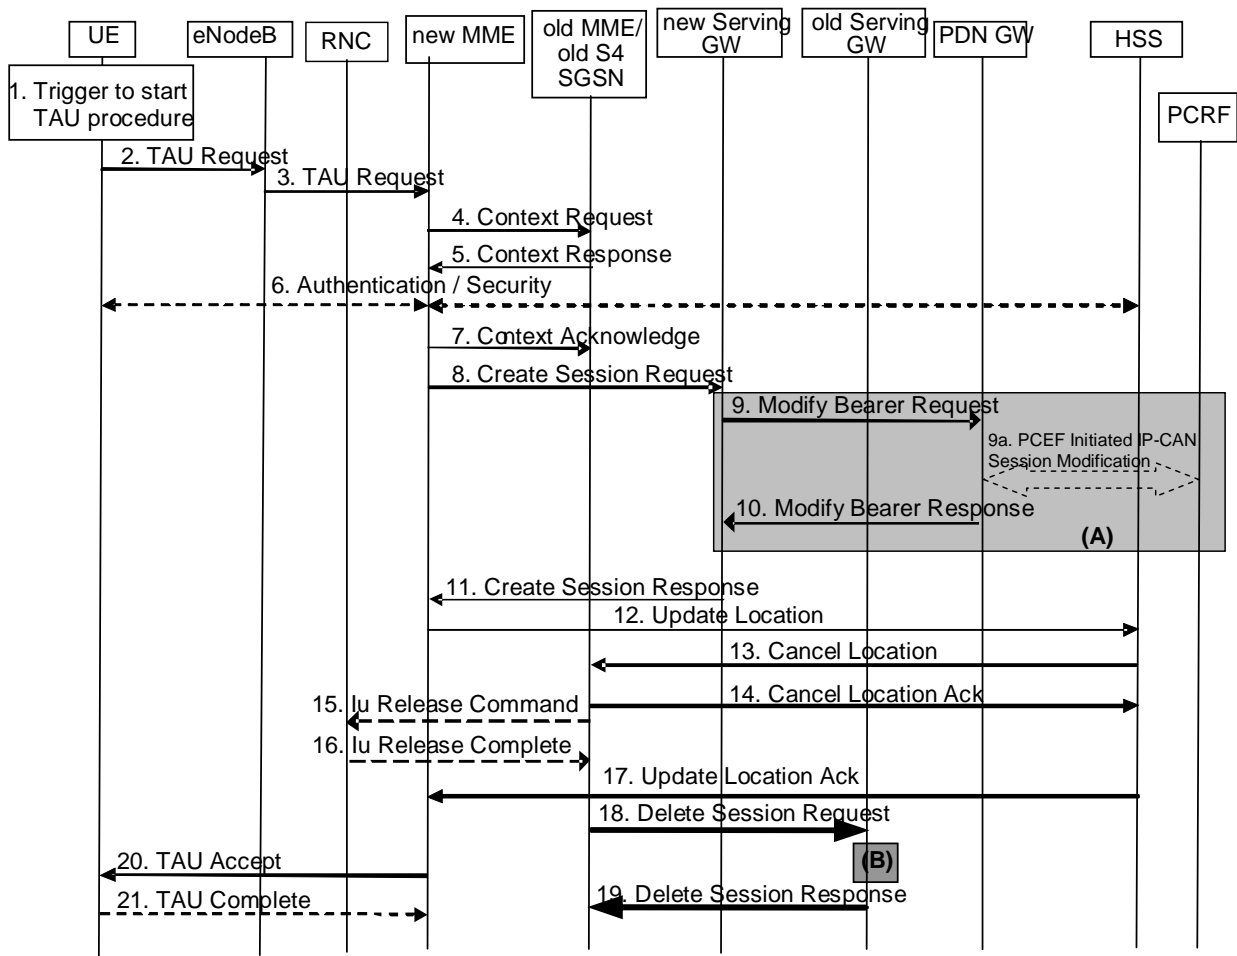 UE
eNodeB
RNC
new MME
old MME/
old S4
SGSN
new Serving
GW
old Serving
GW
PDN GW
HSS
PCRF
1. Trigger to start
TAU procedure
2. TAU Request
3. TAU Request
4. Context Request
5. Context Response
6. Authentication / Security
7. Context Acknowledge
8. Create Session Request
9. Modify Bearer Request
9a. PCEF Initiated IP-CAN
Session Modification
10. Modify Bearer Response
(A)
11. Create Session Response
12. Update Location
13. Cancel Location
14. Cancel Location Ack
15. Iu Release Command
16. Iu Release Complete
17. Update Location Ack
18. Delete Session Request
(B)
20. TAU Accept
19. Delete Session Response
21. TAU Complete